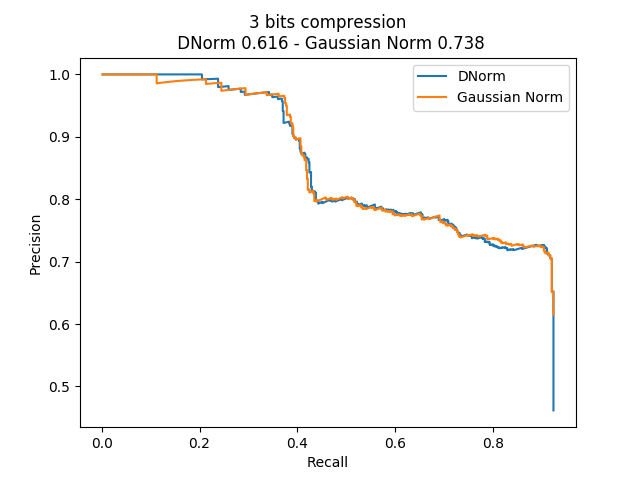 3 bits compression
DNorm 0.616 - Gaussian Norm 0.738
DNorm
Gaussian Norm
Precision
1.0
0.9
0.8
0.7
0.6
0.5
0.0 0.2 0.4 0.6 0.8
Recall